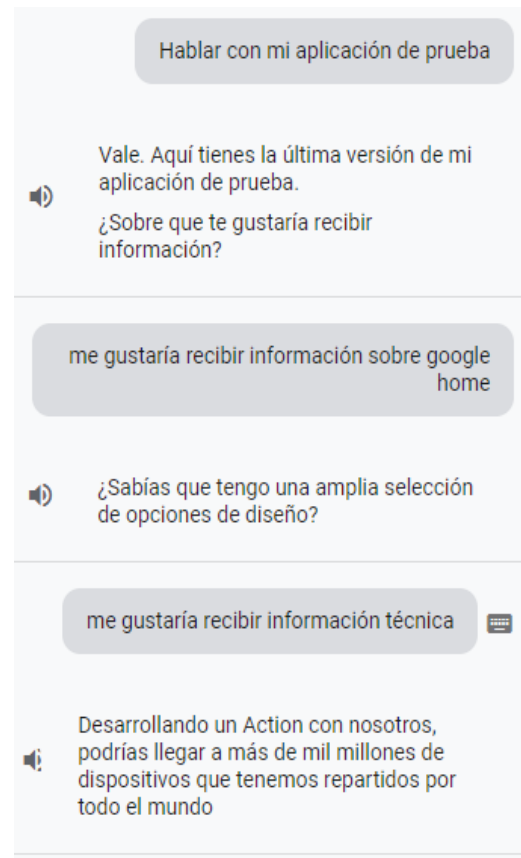 Hablar con mi aplicación de prueba
Vale. Aquí tienes la última versión de mi
aplicación de prueba.
¿Sobre que te gustaría recibir
información?
me gustaría recibir información sobre google
home
¿Sabías que tengo una amplia selección
de opciones de diseño?
me gustaría recibir información técnica
Desarrollando un Action con nosotros,
podrías llegar a más de mil millones de
dispositivos que tenemos repartidos por
todo el mundo